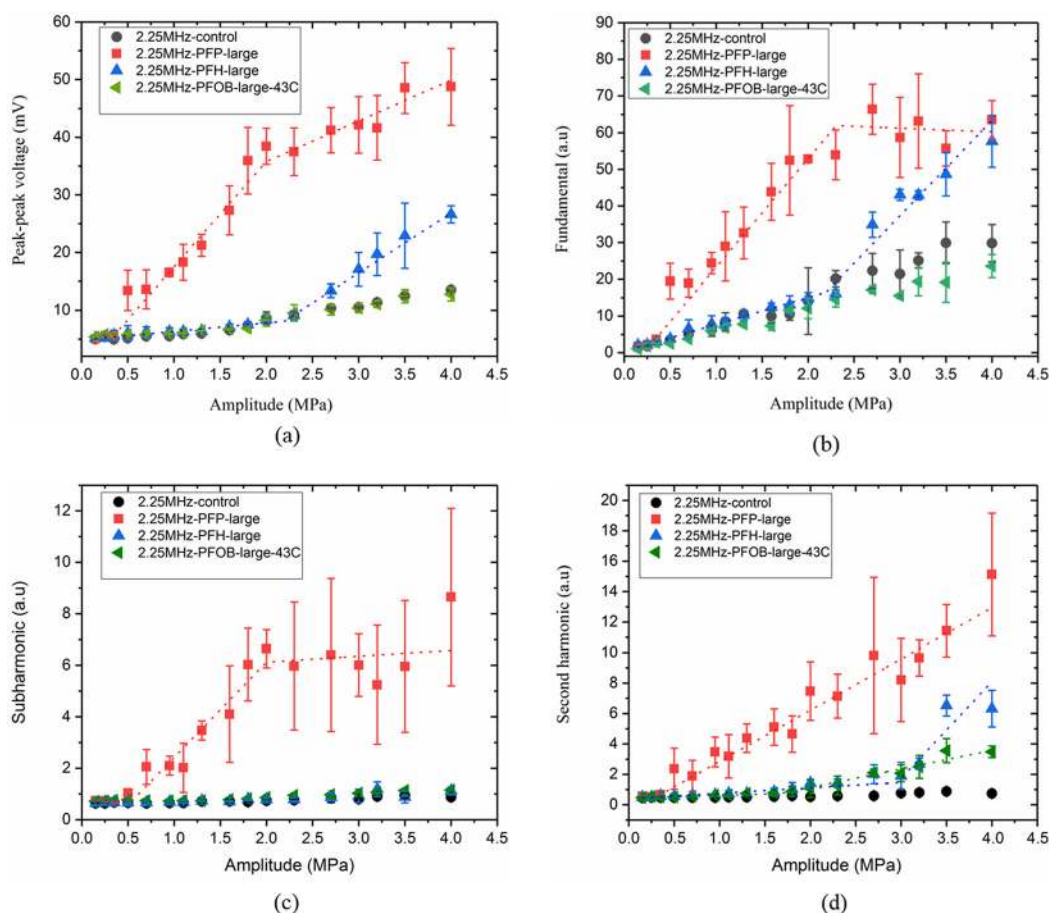 2.25MHz-control
2.25MHz-PFP-large
2.25MHz-PFH-large
2.25MHz-PFOB-large-43C
Peak-peak voltage (mV)
60
50
40
30
20
10
0
0.0 0.5 1.0 1.5 2.0 2.5 3.0 3.5 4.0 4.5
Amplitude (MPa)
(a)
2.25MHz-control
2.25MHz-PFP-large
2.25MHz-PFH-large
2.25MHz-PFOB-large-43C
Fundamental (a.u)
90
80
70
60
50
40
30
20
10
0
0.0 0.5 1.0 1.5 2.0 2.5 3.0 3.5 4.0 4.5
Amplitude (MPa)
(b)
2.25MHz-control
2.25MHz-PFP-large
2.25MHz-PFH-large
2.25MHz-PFOB-large-43C
Subharmonic (a.u)
12
10
8
6
4
2
0
0.0 0.5 1.0 1.5 2.0 2.5 3.0 3.5 4.0 4.5
Amplitude (MPa)
(c)
2.25MHz-control
2.25MHz-PFP-large
2.25MHz-PFH-large
2.25MHz-PFOB-large-43C
Second harmonic (a.u)
20
18
16
14
12
10
8
6
4
2
0
0.0 0.5 1.0 1.5 2.0 2.5 3.0 3.5 4.0 4.5
Amplitude (MPa)
(d)